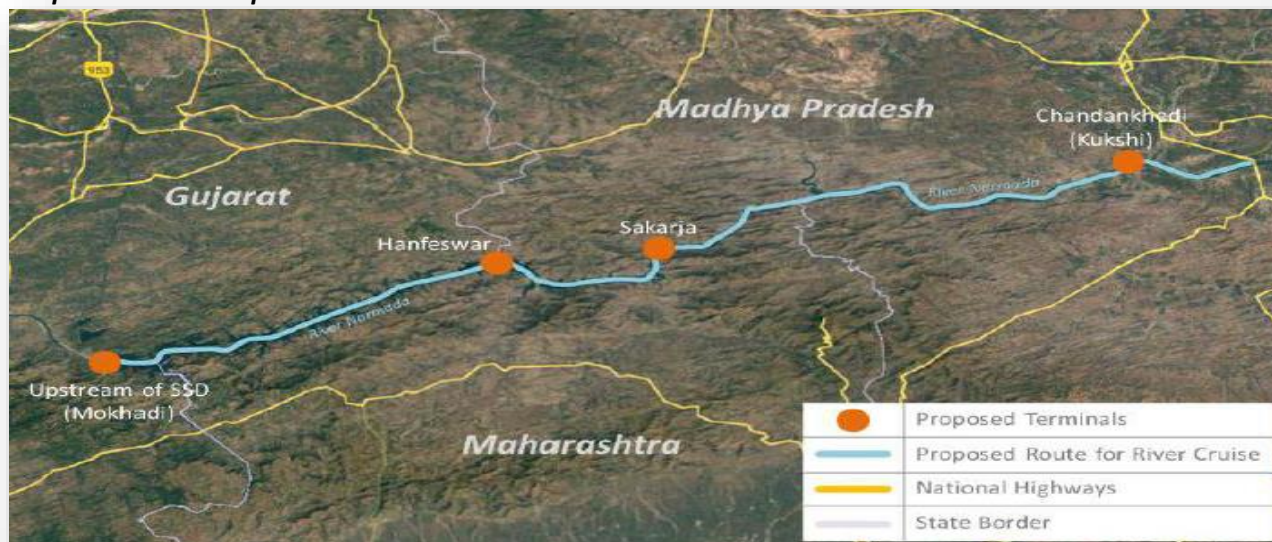 953
Madhya Pradesh
Chandankhedi
(Kukshi)
Gujarat
River Narmada
Sakarja
Hanfeswar
River Narmada
Upstream of SSD
(Mokhadi)
Maharashtra
Proposed Terminals
Proposed Route for River Cruise
National Highways
State Border